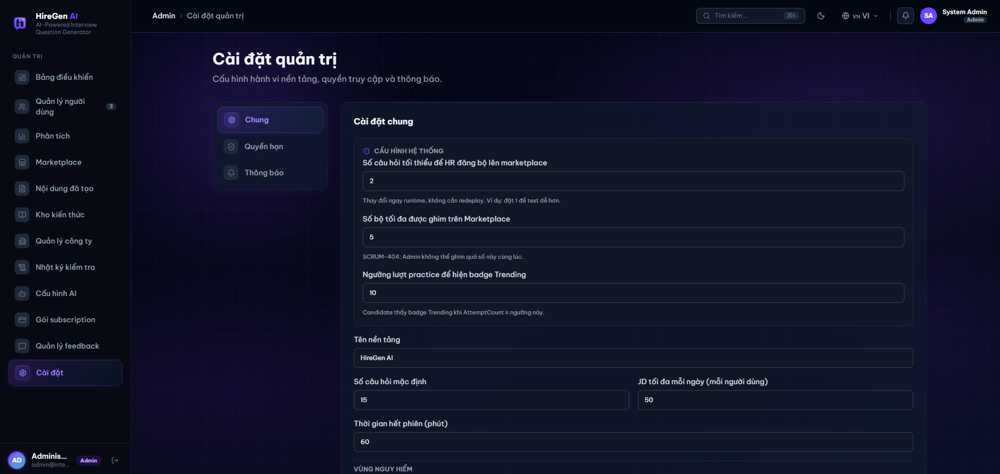 HireGen AI
AI-Powered Interview
Question Generator
QUẢN TRỊ
Bảng điều khiển
Quản lý người
dùng
3
Phân tích
Marketplace
Nội dung đã tạo
Kho kiến thức
Quản lý công ty
Nhật ký kiểm tra
Cấu hình AI
Gói subscription
Quản lý feedback
Cài đặt
AD
Adminis...
admin@inte...
Admin
Admin > Cài đặt quản trị
Tìm kiếm...
⌘K
VN VI
SA
System Admin
Admin
Cài đặt quản trị
Cấu hình hành vi nền tảng, quyền truy cập và thông báo.
Chung
Quyền hạn
Thông báo
Cài đặt chung
CẤU HÌNH HỆ THỐNG
Số câu hỏi tối thiểu để HR đăng bộ lên marketplace
2
Thay đổi ngay runtime, không cần redeploy. Ví dụ: đặt 1 để test dễ hơn.
Số bộ tối đa được ghim trên Marketplace
5
SCRUM-404: Admin không thể ghim quá số này cùng lúc.
Ngưỡng lượt practice để hiện badge Trending
10
Candidate thấy badge Trending khi AttemptCount ≥ ngưỡng này.
Tên nền tảng
HireGen AI
Số câu hỏi mặc định
15
JD tối đa mỗi ngày (mỗi người dùng)
50
Thời gian hết phiên (phút)
60
VÙNG NGUY HIỂM